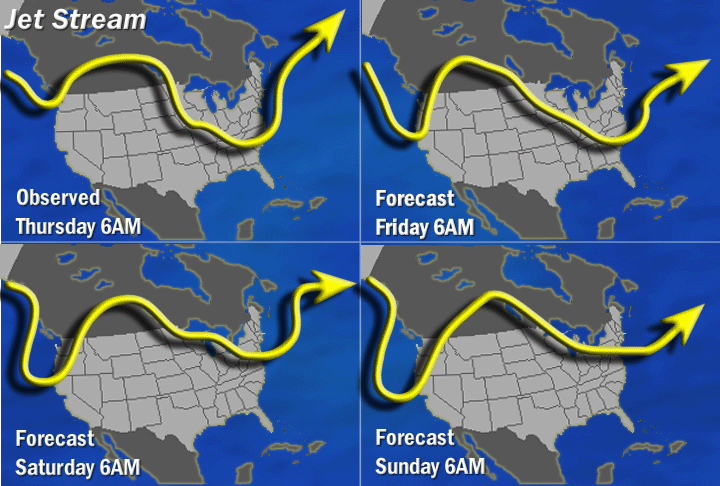 Jet Stream
Observed
Thursday 6AM
Forecast
Friday 6AM
Forecast
Saturday 6AM
Forecast
Sunday 6AM